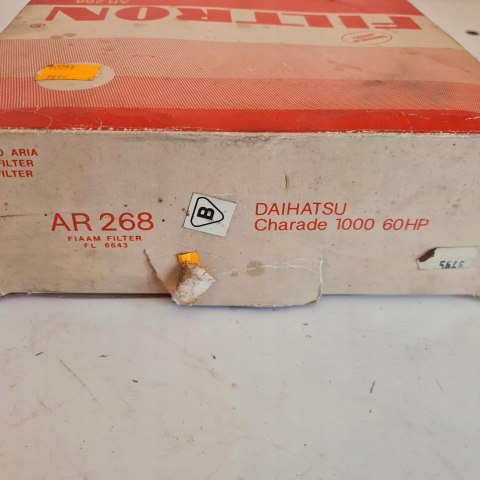 FILTRON
AR 268
O ARIA
FILTER
FILTER
AR 268
FIAAM FILTER
FL 6643
B
DAIHATSU
Charade 1000 60HP